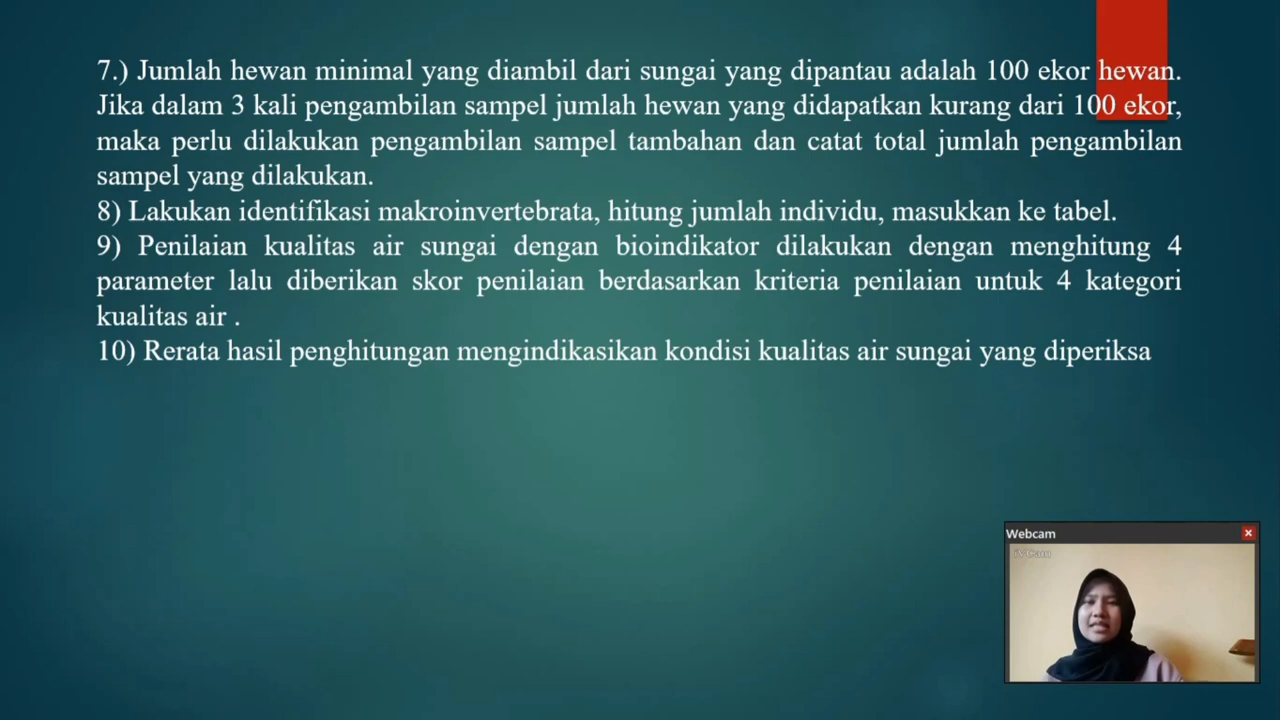 7.) Jumlah hewan minimal yang diambil dari sungai yang dipantau adalah 100 ekor hewan.
Jika dalam 3 kali pengambilan sampel jumlah hewan yang didapatkan kurang dari 100 ekor,
maka perlu dilakukan pengambilan sampel tambahan dan catat total jumlah pengambilan
sampel yang dilakukan.
8) Lakukan identifikasi makroinvertebrata, hitung jumlah individu, masukkan ke tabel.
9) Penilaian kualitas air sungai dengan bioindikator dilakukan dengan menghitung 4
parameter lalu diberikan skor penilaian berdasarkan kriteria penilaian untuk 4 kategori
kualitas air .
10) Rerata hasil penghitungan mengindikasikan kondisi kualitas air sungai yang diperiksa
Webcam